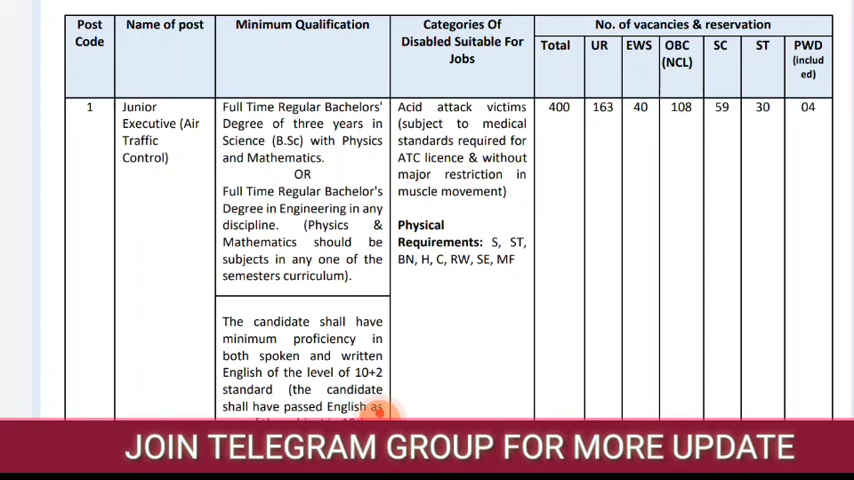 Post Code
Name of post
Minimum Qualification
Categories Of Disabled Suitable For Jobs
No. of vacancies & reservation
Total
UR
EWS
OBC (NCL)
SC
ST
PWD (includ ed)
1
Junior
Executive (Air
Traffic
Control)
Full Time Regular Bachelors'
Degree of three years in
Science (B.Sc) with Physics
and Mathematics.
OR
Full Time Regular Bachelor's
Degree in Engineering in any
discipline. (Physics &
Mathematics should be
subjects in any one of the
semesters curriculum).
The candidate shall have
minimum proficiency in
both spoken and written
English of the level of 10+2
standard (the candidate
shall have passed English as
Acid attack victims
(subject to medical
standards required for
ATC licence & without
major restriction in
muscle movement)
Physical
Requirements: S, ST,
BN, H, C, RW, SE, MF
400
163
40
108
59
30
04
JOIN TELEGRAM GROUP FOR MORE UPDATE